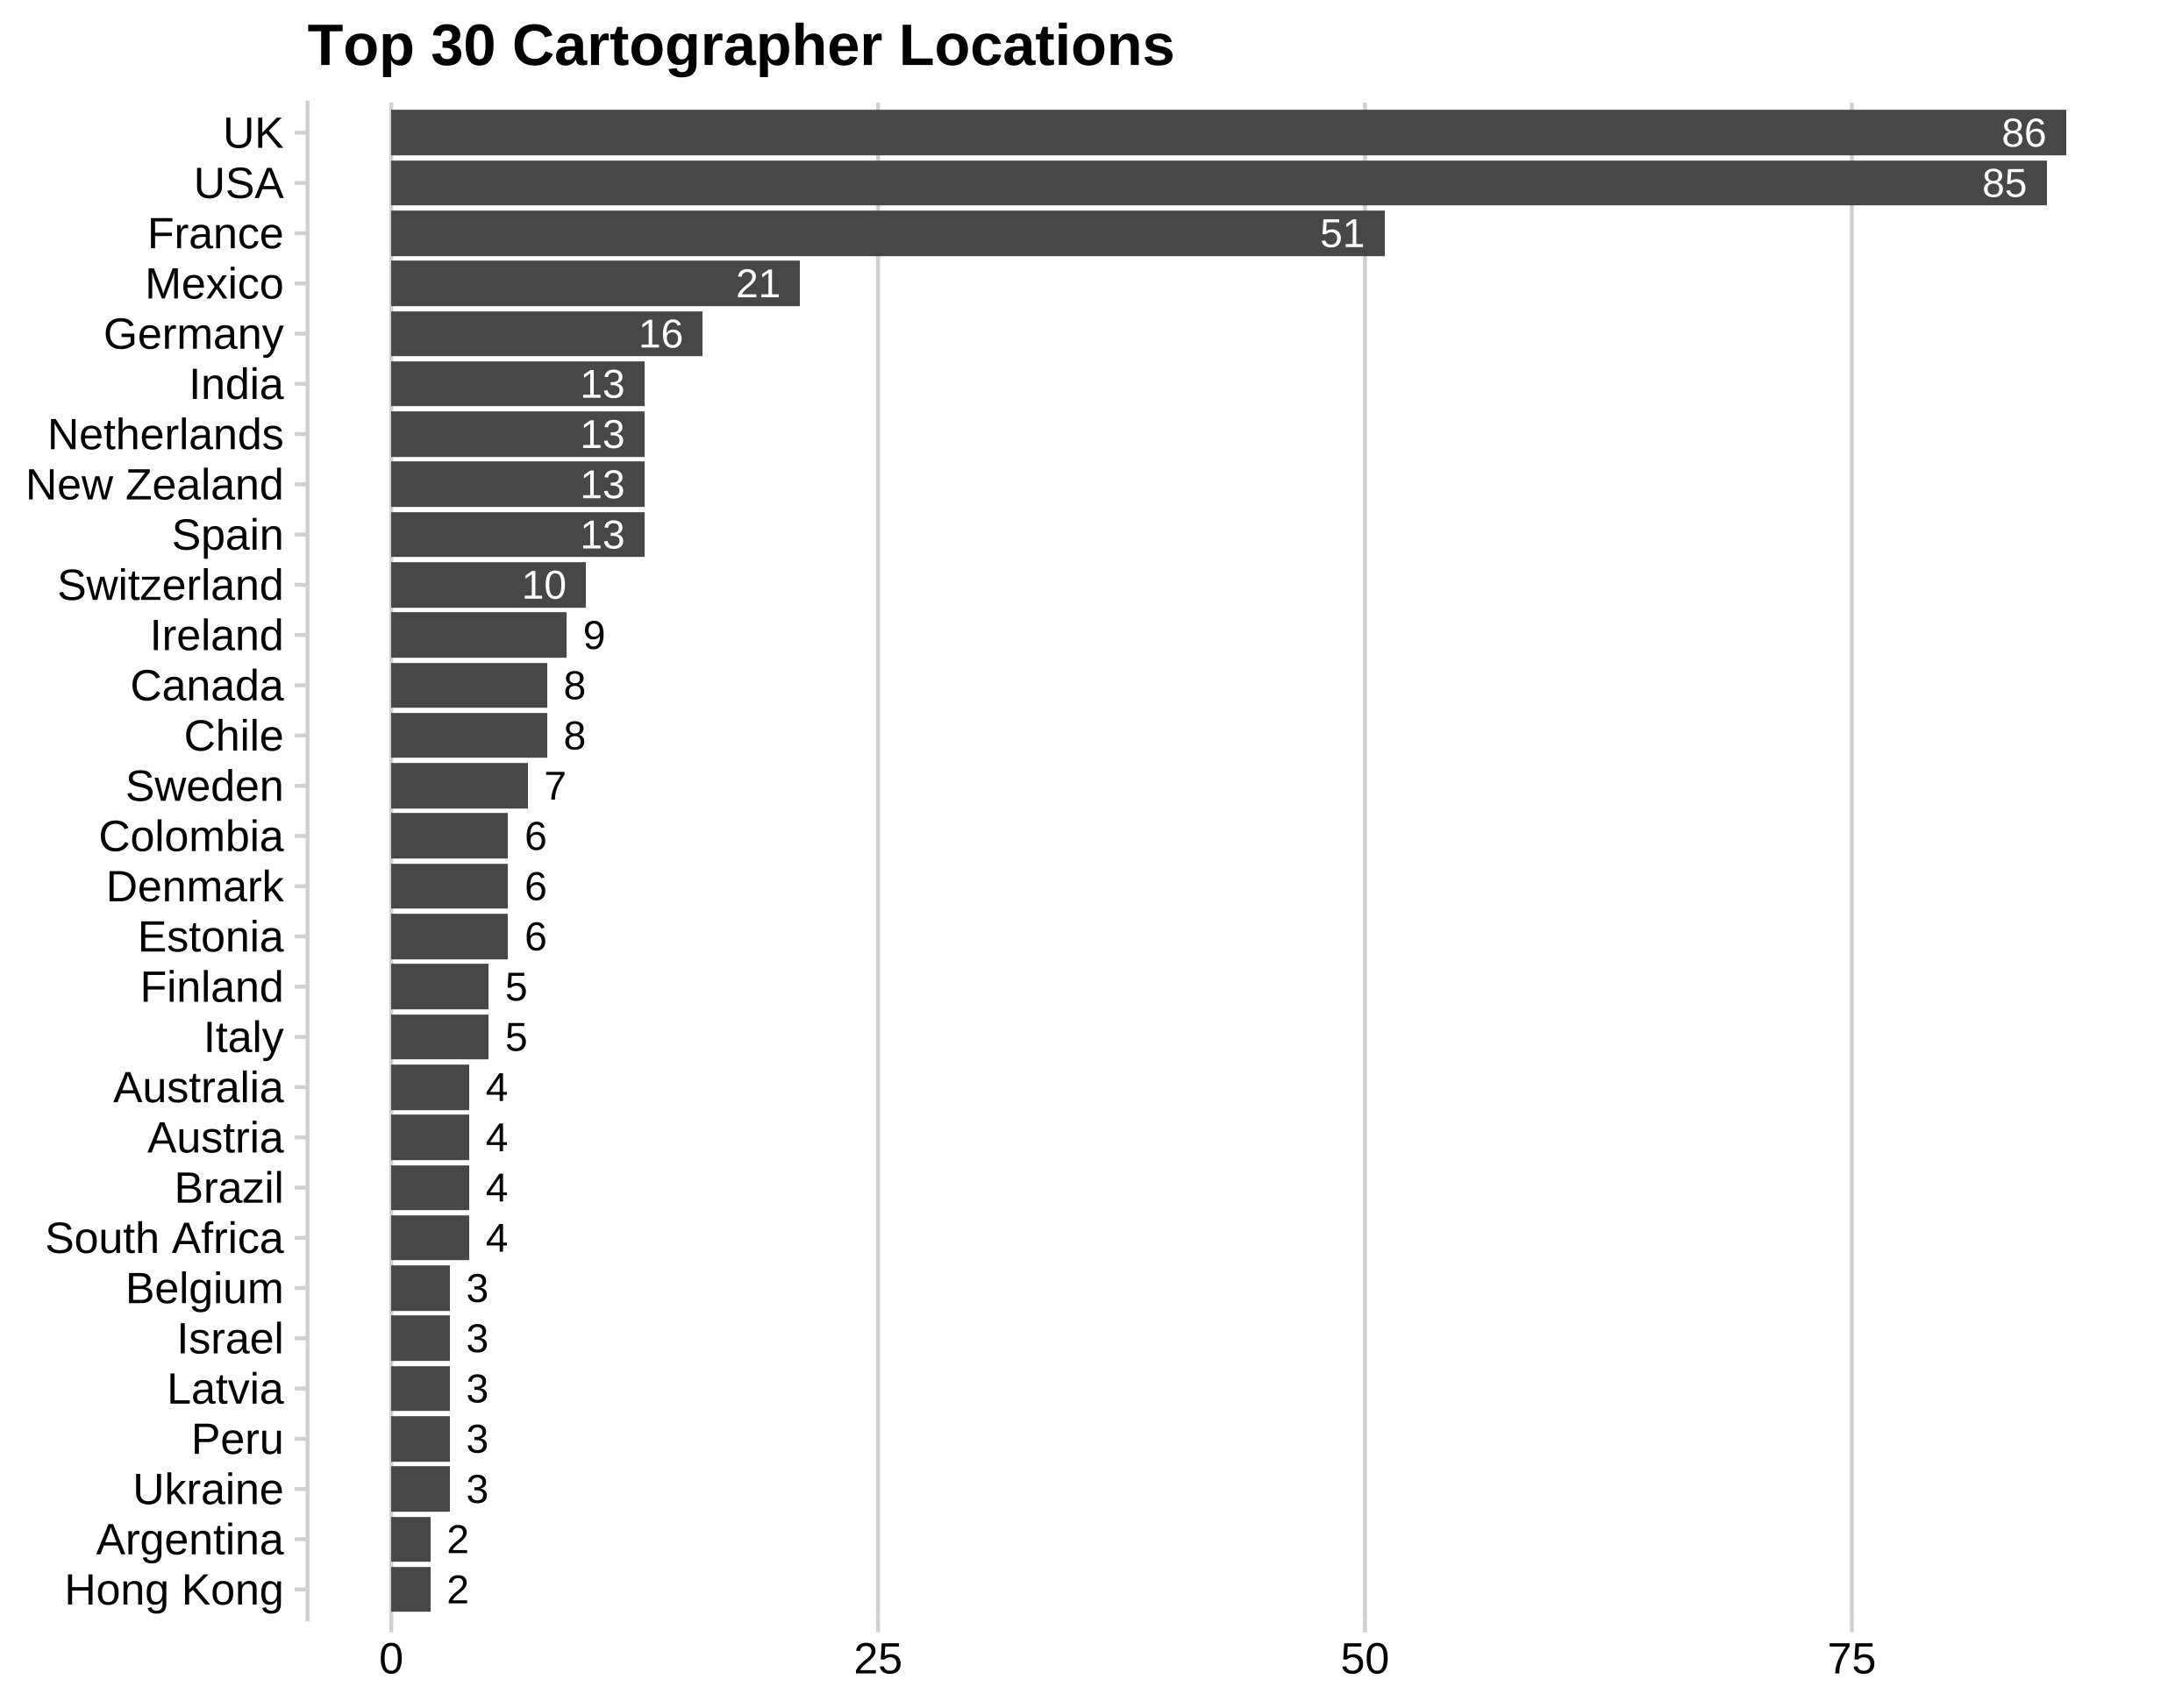 Top 30 Cartographer Locations
UK 86
USA 85
France 51
Mexico 21
Germany 16
India 13
Netherlands 13
New Zealand 13
Spain 13
Switzerland 10
Ireland 9
Canada 8
Chile 8
Sweden 7
Colombia 6
Denmark 6
Estonia 6
Finland 5
Italy 5
Australia 4
Austria 4
Brazil 4
South Africa 4
Belgium 3
Israel 3
Latvia 3
Peru 3
Ukraine 3
Argentina 2
Hong Kong 2
0 25 50 75